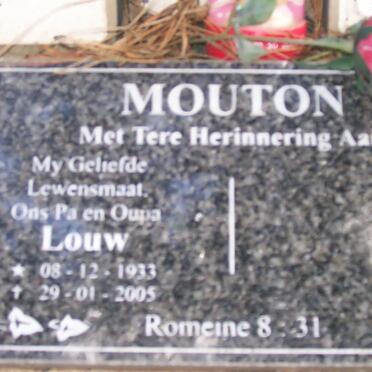 MOUTON
Met Tere Herinnering Aan
My Geliefde
Lewensmaat,
Ons Pa en Oupa
Louw
★ 08 - 12 - 1933
✝ 29 - 01 - 2005
Romeine 8 : 31